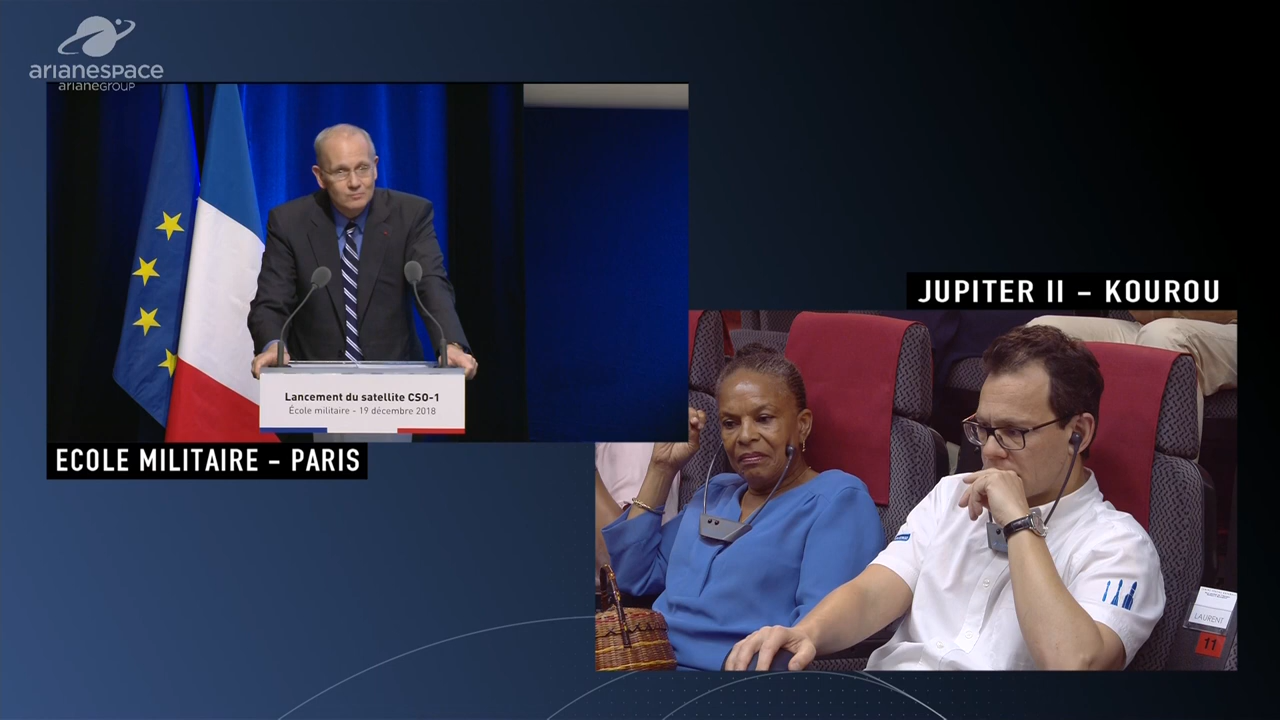 arianespace
arianeGROUP
Lancement du satellite CSO-1
École militaire - 19 décembre 2018
ECOLE MILITAIRE – PARIS
JUPITER II – KOUROU
LAURENT
11